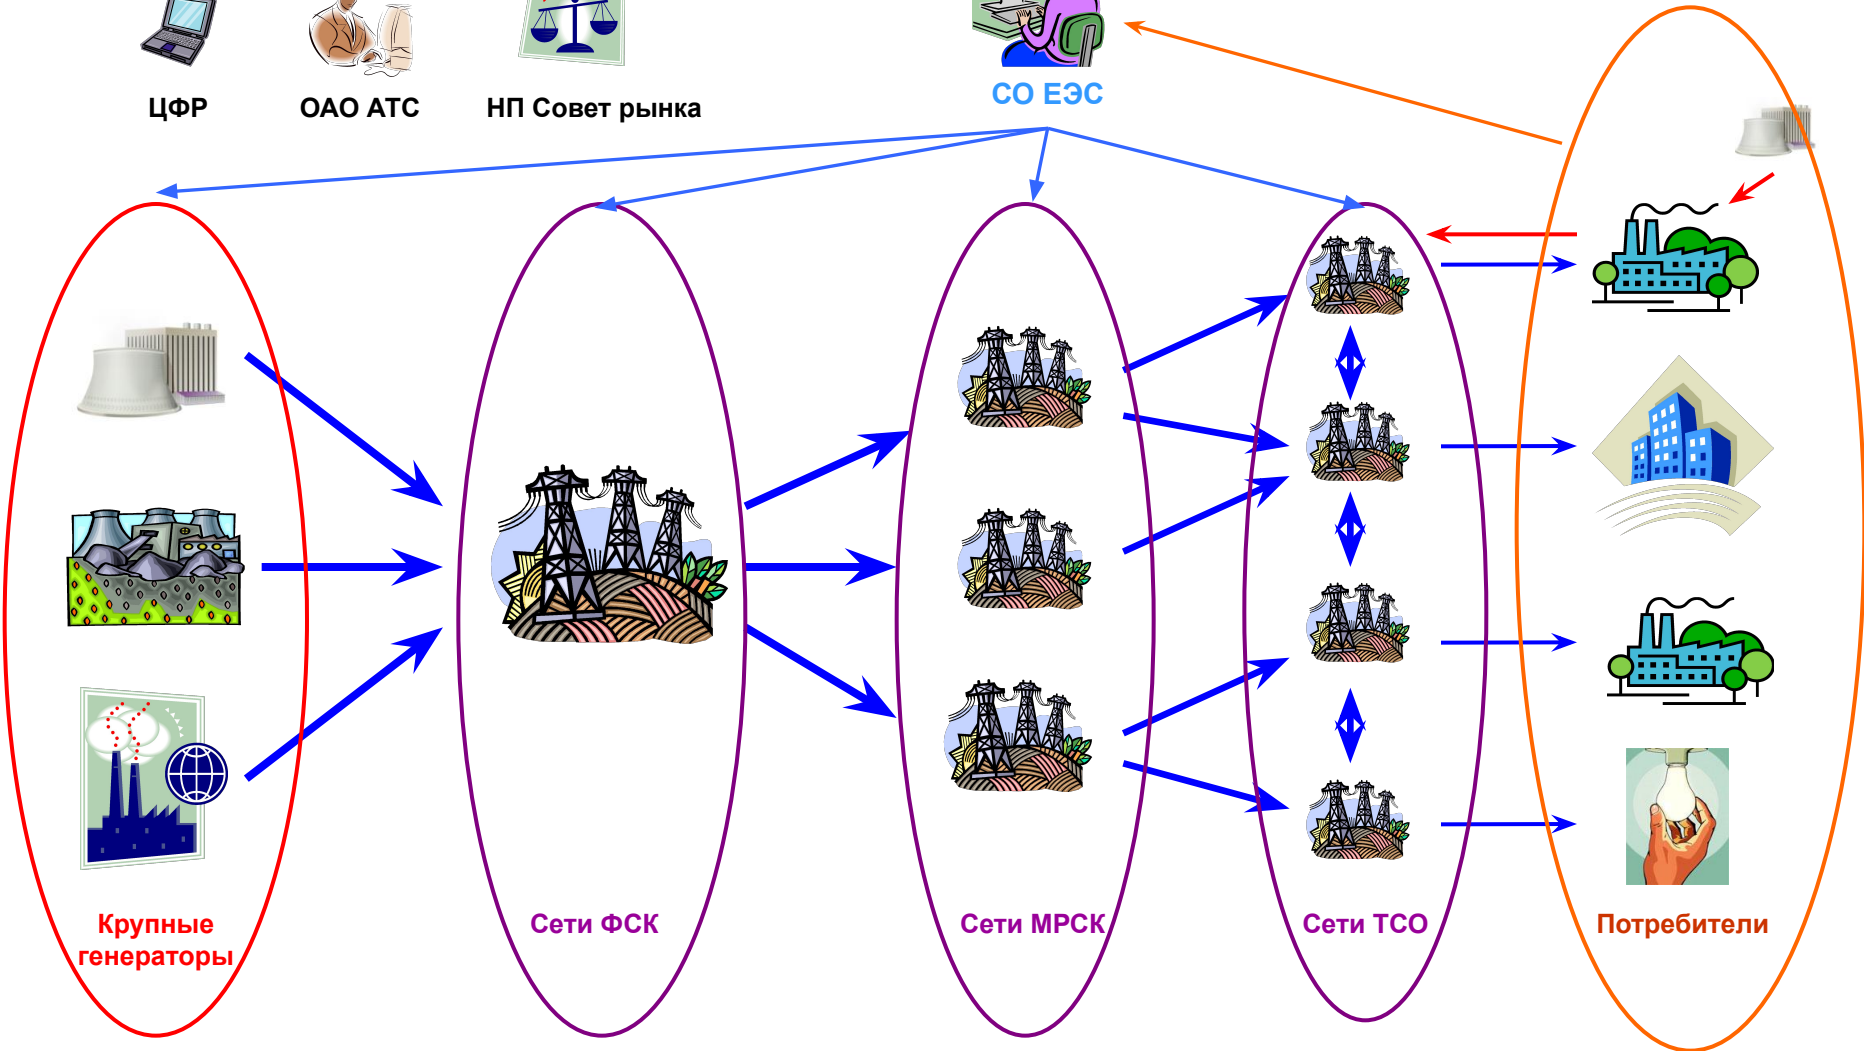 ЦФР
ОАО АТС
НП Совет рынка
СО ЕЭС
Крупные
генераторы
Сети ФСК
Сети МРСК
Сети ТСО
Потребители